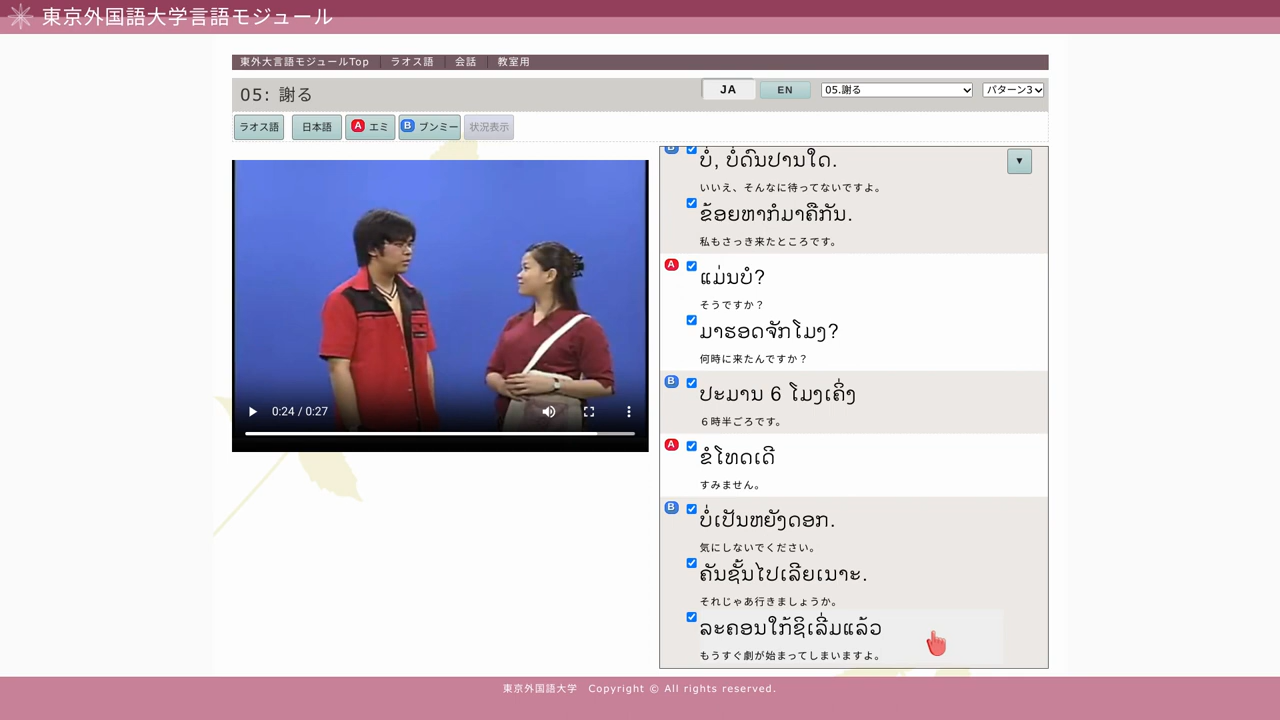 東京外国語大学言語モジュール
東外大言語モジュールTop | ラオス語 | 会話 | 教室用
05: 謝る
JA EN 05.謝る パターン3
ラオス語 日本語 A エミ B ブンミー 状況表示
B ບໍ່, ບໍ່ດົນປານໃດ. ▼
いいえ、そんなに待ってないですよ。
ຂ້ອຍຫາກໍມາຄືກັນ.
私もさっき来たところです。
A ແມ່ນບໍ?
そうですか？
ມາຮອດຈັກໂມງ?
何時に来たんですか？
B ປະມານ 6 ໂມງເຄິ່ງ
６時半ごろです。
A ຂໍໂທດເດີ
すみません。
B ບໍ່ເປັນຫຍັງດອກ.
気にしないでください。
ຄັນຊັ້ນໄປເລີຍເນາະ.
それじゃあ行きましょうか。
ລະຄອນໃກ້ຊິເລີ່ມແລ້ວ
もうすぐ劇が始まってしまいますよ。
0:24 / 0:27
東京外国語大学　Copyright © All rights reserved.